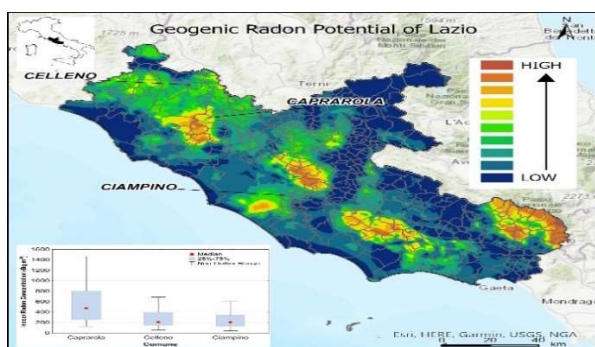 Geogenic Radon Potential of Lazio
N
CELLENO
Terni
CAPRAROLA
HIGH
LOW
CIAMPINO
1600
1400
1200
1000
800
600
400
200
0
Median
25%-75%
Non-Outlier Range
Caprarola
Celleno
Ciampino
Comune
Gaeta
Mondrag
Esri, HERE, Garmin, USGS, NGA
0 20 40
km